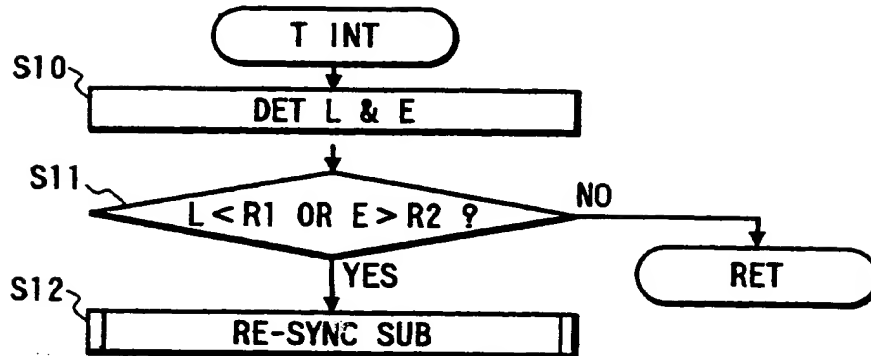 T INT
S10
DET L & E
S11
L<R1 OR E>R2 ?
NO
YES
RET
S12
RE-SYNC SUB